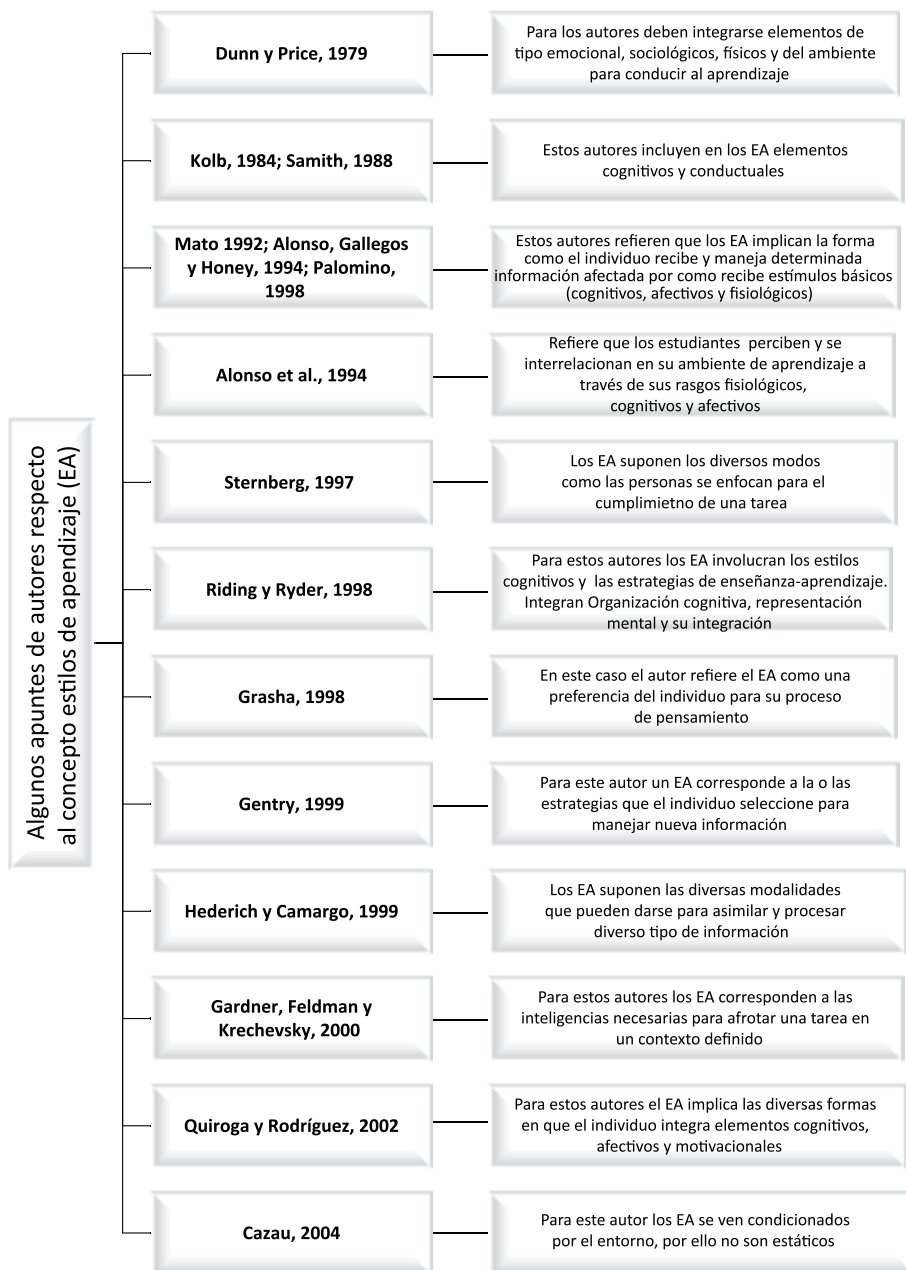 Algunos apuntes de autores respecto
al concepto estilos de apendizaje (EA)
Dunn y Price, 1979
Para los autores deben integrarse elementos de
tipo emocional, sociológicos, físicos y del ambiente
para conducir al aprendizaje
Kolb, 1984; Samith, 1988
Estos autores incluyen en los EA elementos
cognitivos y conductuales
Mato 1992; Alonso, Gallegos
y Honey, 1994; Palomino,
1998
Estos autores refieren que los EA implican la forma
como el individuo recibe y maneja determinada
información afectada por como recibe estímulos básicos
(cognitivos, afectivos y fisiológicos)
Alonso et al., 1994
Refiere que los estudiantes perciben y se
interrelacionan en su ambiente de aprendizaje a
través de sus rasgos fisiológicos,
cognitivos y afectivos
Sternberg, 1997
Los EA suponen los diversos modos
como las personas se enfocan para el
cumplimietno de una tarea
Riding y Ryder, 1998
Para estos autores los EA involucran los estilos
cognitivos y las estrategias de enseñanza-aprendizaje.
Integran Organización cognitiva, representación
mental y su integración
Grasha, 1998
En este caso el autor refiere el EA como una
preferencia del individuo para su proceso
de pensamiento
Gentry, 1999
Para este autor un EA corresponde a la o las
estrategias que el individuo seleccione para
manejar nueva información
Hederich y Camargo, 1999
Los EA suponen las diversas modalidades
que pueden darse para asimilar y procesar
diverso tipo de información
Gardner, Feldman y
Krechevsky, 2000
Para estos autores los EA corresponden a las
inteligencias necesarias para afrotar una tarea en
un contexto definido
Quiroga y Rodríguez, 2002
Para estos autores el EA implica las diversas formas
en que el individuo integra elementos cognitivos,
afectivos y motivacionales
Cazau, 2004
Para este autor los EA se ven condicionados
por el entorno, por ello no son estáticos